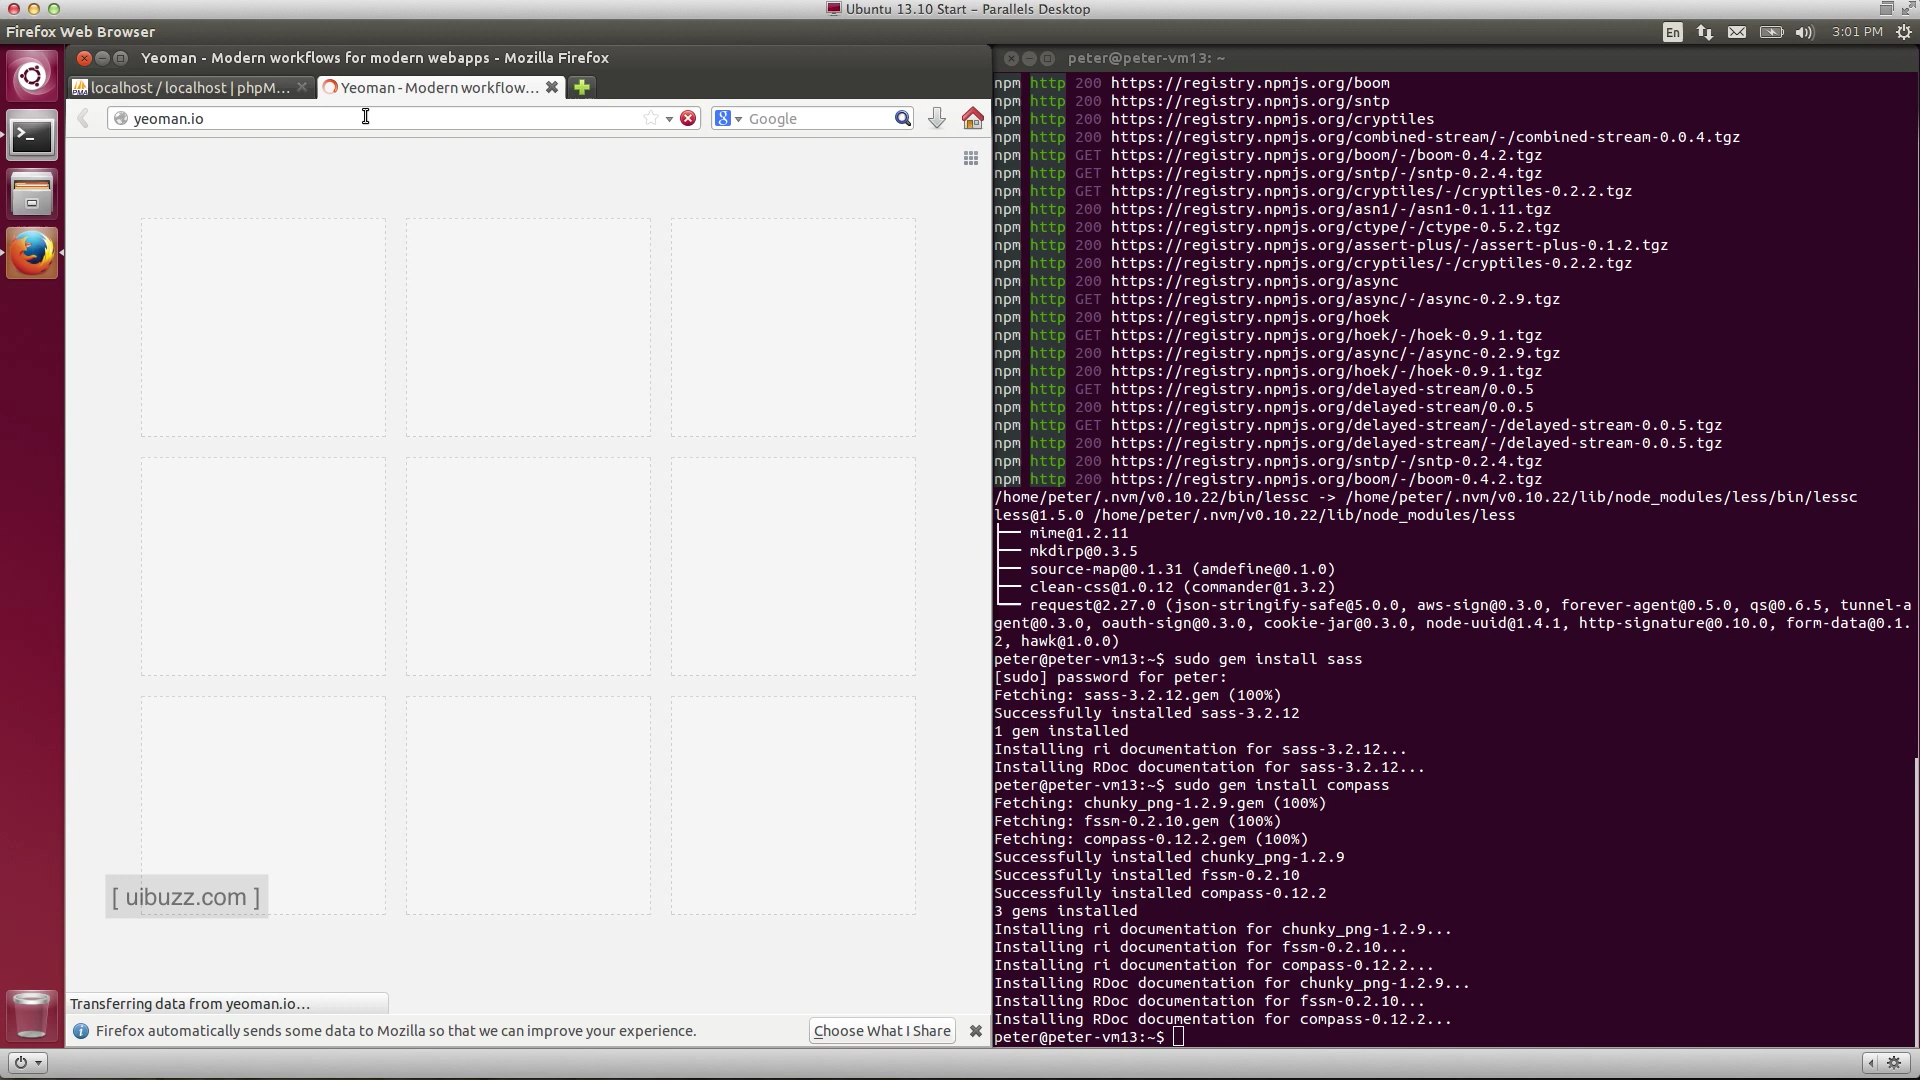 Ubuntu 13.10 Start – Parallels Desktop
Firefox Web Browser
En
3:01 PM
Yeoman - Modern workflows for modern webapps - Mozilla Firefox
localhost / localhost | phpM...
Yeoman - Modern workflow...
yeoman.io
Google
[ uibuzz.com ]
Transferring data from yeoman.io...
Firefox automatically sends some data to Mozilla so that we can improve your experience.
Choose What I Share
peter@peter-vm13: ~
npm http 200 https://registry.npmjs.org/boom
npm http 200 https://registry.npmjs.org/sntp
npm http 200 https://registry.npmjs.org/cryptiles
npm http 200 https://registry.npmjs.org/combined-stream/-/combined-stream-0.0.4.tgz
npm http GET https://registry.npmjs.org/boom/-/boom-0.4.2.tgz
npm http GET https://registry.npmjs.org/sntp/-/sntp-0.2.4.tgz
npm http GET https://registry.npmjs.org/cryptiles/-/cryptiles-0.2.2.tgz
npm http 200 https://registry.npmjs.org/asn1/-/asn1-0.1.11.tgz
npm http 200 https://registry.npmjs.org/ctype/-/ctype-0.5.2.tgz
npm http 200 https://registry.npmjs.org/assert-plus/-/assert-plus-0.1.2.tgz
npm http 200 https://registry.npmjs.org/cryptiles/-/cryptiles-0.2.2.tgz
npm http 200 https://registry.npmjs.org/async
npm http GET https://registry.npmjs.org/async/-/async-0.2.9.tgz
npm http 200 https://registry.npmjs.org/hoek
npm http GET https://registry.npmjs.org/hoek/-/hoek-0.9.1.tgz
npm http 200 https://registry.npmjs.org/async/-/async-0.2.9.tgz
npm http 200 https://registry.npmjs.org/hoek/-/hoek-0.9.1.tgz
npm http GET https://registry.npmjs.org/delayed-stream/0.0.5
npm http 200 https://registry.npmjs.org/delayed-stream/0.0.5
npm http GET https://registry.npmjs.org/delayed-stream/-/delayed-stream-0.0.5.tgz
npm http 200 https://registry.npmjs.org/delayed-stream/-/delayed-stream-0.0.5.tgz
npm http 200 https://registry.npmjs.org/sntp/-/sntp-0.2.4.tgz
npm http 200 https://registry.npmjs.org/boom/-/boom-0.4.2.tgz
/home/peter/.nvm/v0.10.22/bin/lessc -> /home/peter/.nvm/v0.10.22/lib/node_modules/less/bin/lessc
less@1.5.0 /home/peter/.nvm/v0.10.22/lib/node_modules/less
├── mime@1.2.11
├── mkdirp@0.3.5
├── source-map@0.1.31 (amdefine@0.1.0)
├── clean-css@1.0.12 (commander@1.3.2)
└── request@2.27.0 (json-stringify-safe@5.0.0, aws-sign@0.3.0, forever-agent@0.5.0, qs@0.6.5, tunnel-a
gent@0.3.0, oauth-sign@0.3.0, cookie-jar@0.3.0, node-uuid@1.4.1, http-signature@0.10.0, form-data@0.1.
2, hawk@1.0.0)
peter@peter-vm13:~$ sudo gem install sass
[sudo] password for peter:
Fetching: sass-3.2.12.gem (100%)
Successfully installed sass-3.2.12
1 gem installed
Installing ri documentation for sass-3.2.12...
Installing RDoc documentation for sass-3.2.12...
peter@peter-vm13:~$ sudo gem install compass
Fetching: chunky_png-1.2.9.gem (100%)
Fetching: fssm-0.2.10.gem (100%)
Fetching: compass-0.12.2.gem (100%)
Successfully installed chunky_png-1.2.9
Successfully installed fssm-0.2.10
Successfully installed compass-0.12.2
3 gems installed
Installing ri documentation for chunky_png-1.2.9...
Installing ri documentation for fssm-0.2.10...
Installing ri documentation for compass-0.12.2...
Installing RDoc documentation for chunky_png-1.2.9...
Installing RDoc documentation for fssm-0.2.10...
Installing RDoc documentation for compass-0.12.2...
peter@peter-vm13:~$